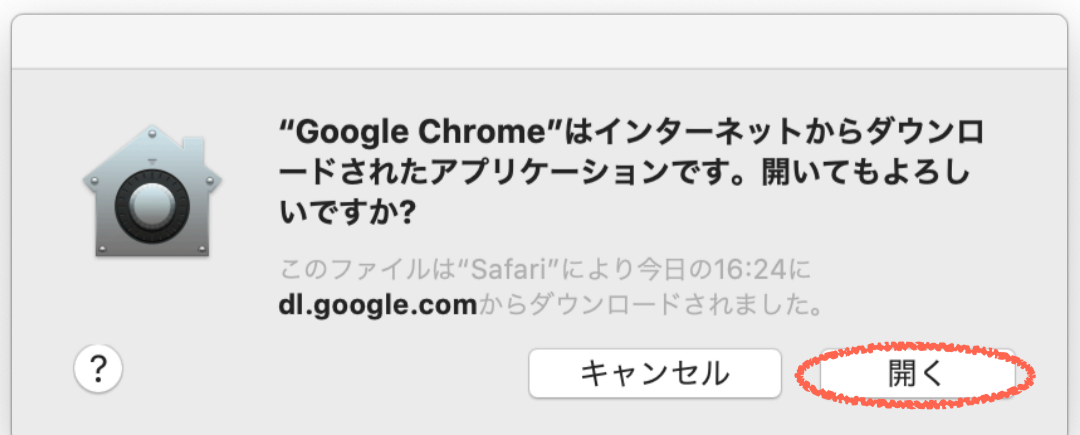 “Google Chrome”はインターネットからダウンロ
ードされたアプリケーションです。開いてもよろし
いですか?
このファイルは“Safari”により今日の16:24に
dl.google.comからダウンロードされました。
?
キャンセル
開く